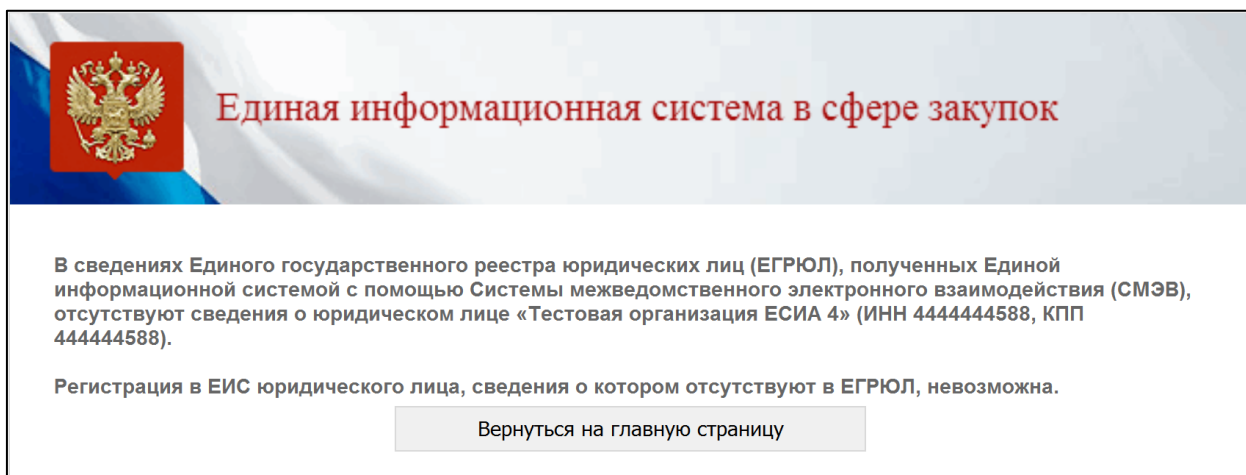 Единая информационная система в сфере закупок
В сведениях Единого государственного реестра юридических лиц (ЕГРЮЛ), полученных Единой
информационной системой с помощью Системы межведомственного электронного взаимодействия (СМЭВ),
отсутствуют сведения о юридическом лице «Тестовая организация ЕСИА 4» (ИНН 4444444588, КПП
444444588).
Регистрация в ЕИС юридического лица, сведения о котором отсутствуют в ЕГРЮЛ, невозможна.
Вернуться на главную страницу